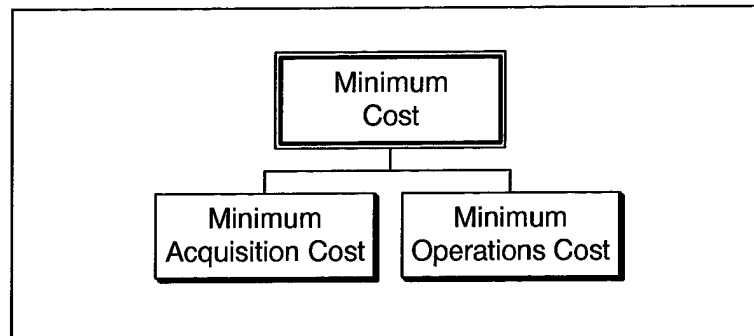 Minimum
Cost
Minimum
Acquisition Cost
Minimum
Operations Cost